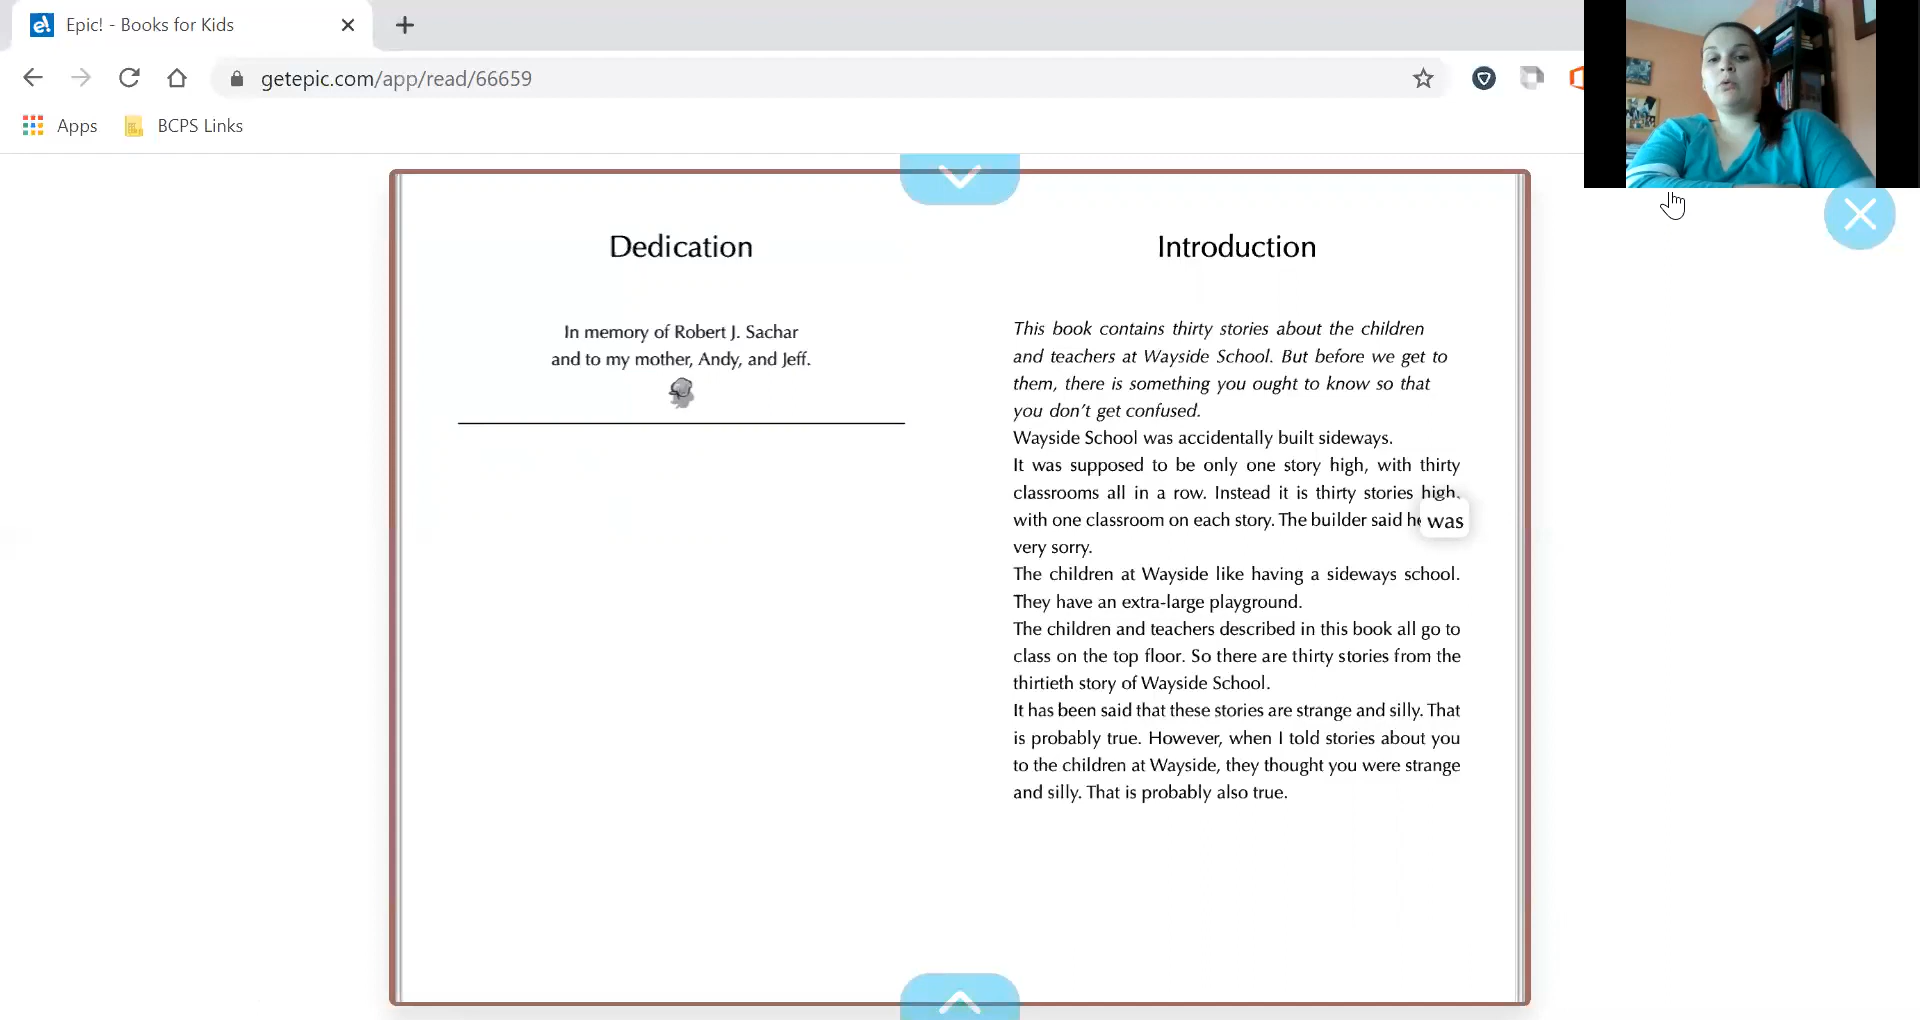 Epic! - Books for Kids
getepic.com/app/read/66659
Apps
BCPS Links
Dedication
In memory of Robert J. Sachar
and to my mother, Andy, and Jeff.
Introduction
This book contains thirty stories about the children
and teachers at Wayside School. But before we get to
them, there is something you ought to know so that
you don't get confused.
Wayside School was accidentally built sideways.
It was supposed to be only one story high, with thirty
classrooms all in a row. Instead it is thirty stories high,
with one classroom on each story. The builder said he was
very sorry.
The children at Wayside like having a sideways school.
They have an extra-large playground.
The children and teachers described in this book all go to
class on the top floor. So there are thirty stories from the
thirtieth story of Wayside School.
It has been said that these stories are strange and silly. That
is probably true. However, when I told stories about you
to the children at Wayside, they thought you were strange
and silly. That is probably also true.